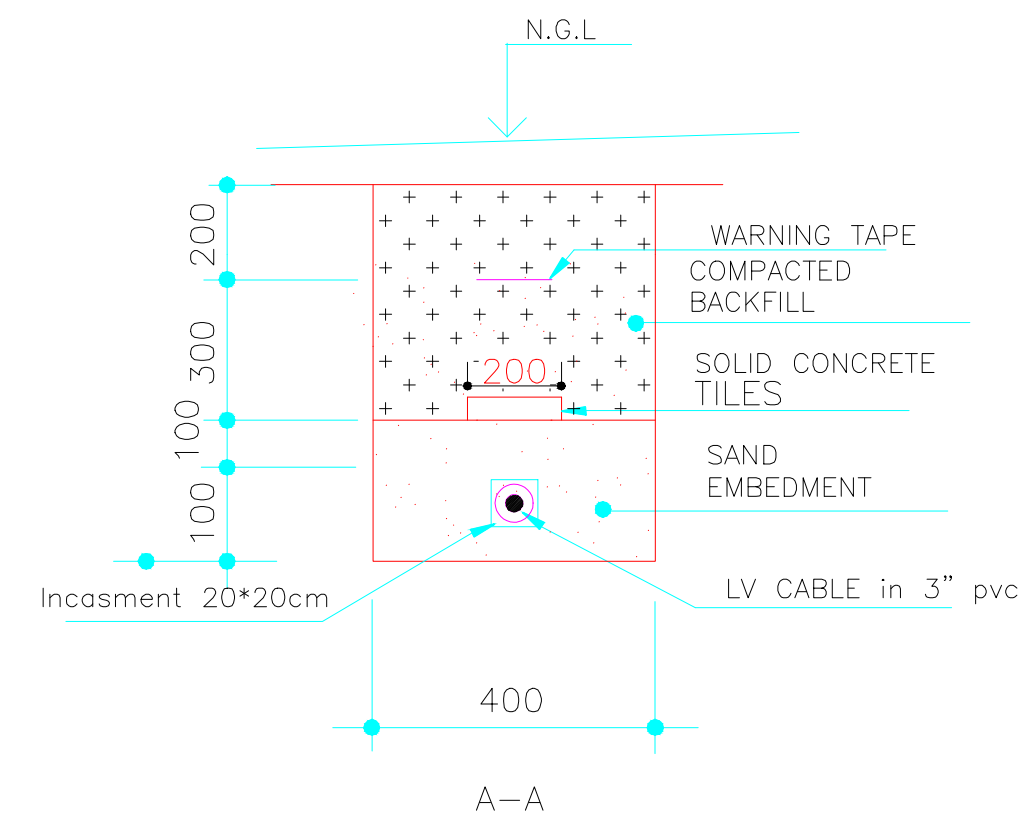 N.G.L
200
WARNING TAPE
COMPACTED
BACKFILL
300
200
SOLID CONCRETE
TILES
100
SAND
EMBEDMENT
100
Incasment 20*20cm
LV CABLE in 3” pvc
400
A-A